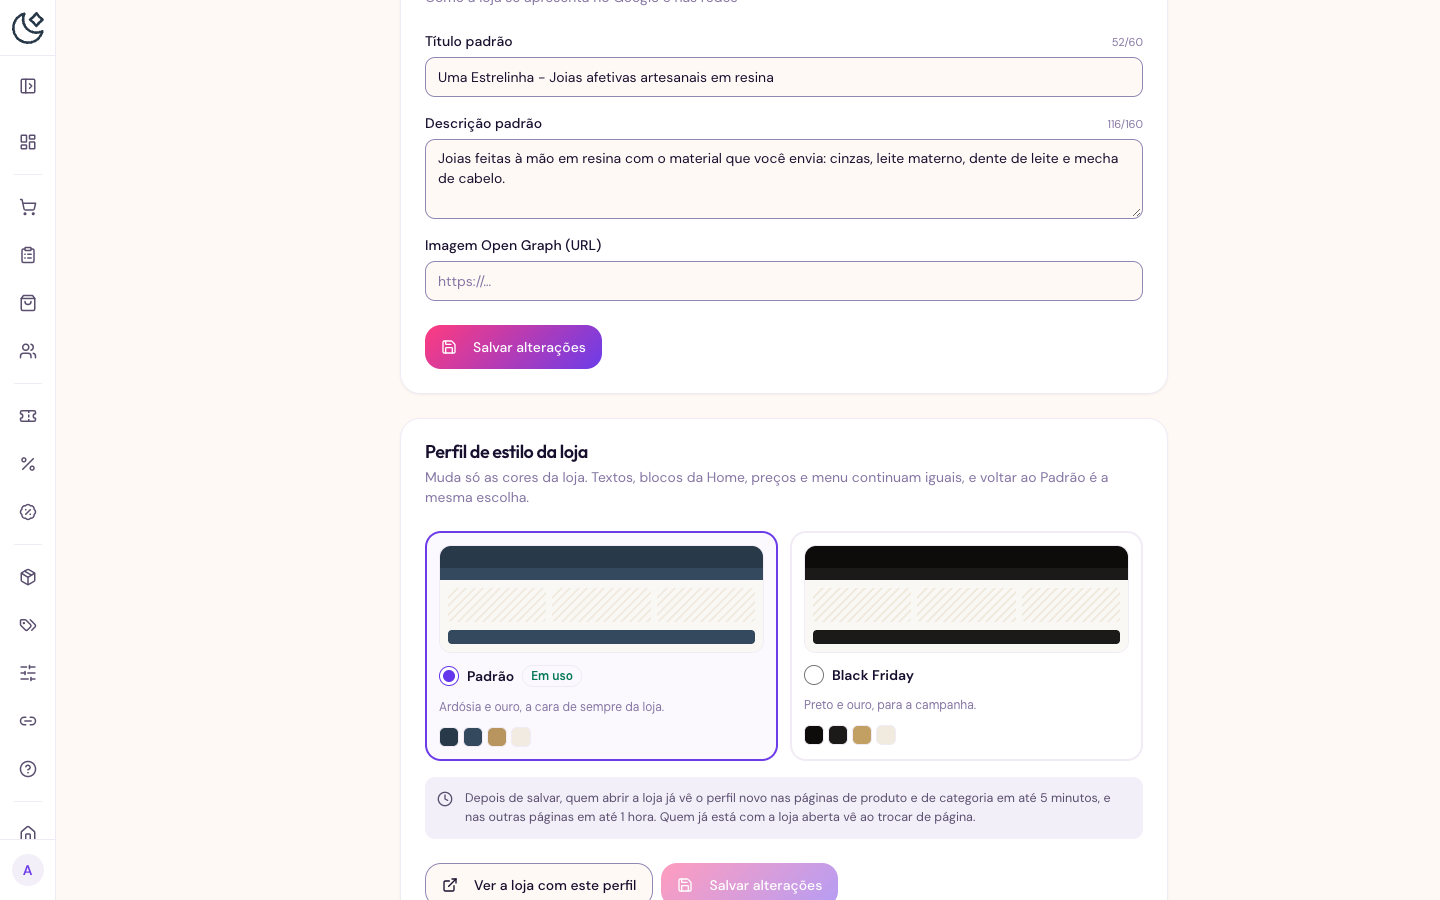 Título padrão
52/60
Uma Estrelinha - Joias afetivas artesanais em resina
Descrição padrão
116/160
Joias feitas à mão em resina com o material que você envia: cinzas, leite materno, dente de leite e mecha
de cabelo.
Imagem Open Graph (URL)
https://...
Salvar alterações
Perfil de estilo da loja
Muda só as cores da loja. Textos, blocos da Home, preços e menu continuam iguais, e voltar ao Padrão é a
mesma escolha.
Padrão
Em uso
Ardósia e ouro, a cara de sempre da loja.
Black Friday
Preto e ouro, para a campanha.
Depois de salvar, quem abrir a loja já vê o perfil novo nas páginas de produto e de categoria em até 5 minutos, e
nas outras páginas em até 1 hora. Quem já está com a loja aberta vê ao trocar de página.
Ver a loja com este perfil
Salvar alterações
A